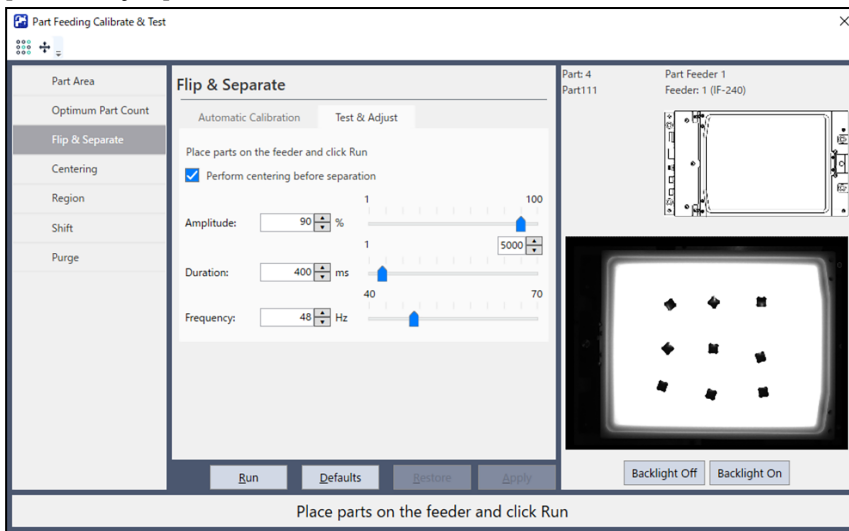 Part Feeding Calibrate & Test
Part Area
Optimum Part Count
Flip & Separate
Centering
Region
Shift
Purge
Flip & Separate
Automatic Calibration Test & Adjust
Place parts on the feeder and click Run
Perform centering before separation
1 100
Amplitude: 90 %
1 5000
Duration: 400 ms
40 70
Frequency: 48 Hz
Run Defaults Restore Apply
Part: 4 Part Feeder 1
Part111 Feeder: 1 (IF-240)
Backlight Off Backlight On
Place parts on the feeder and click Run